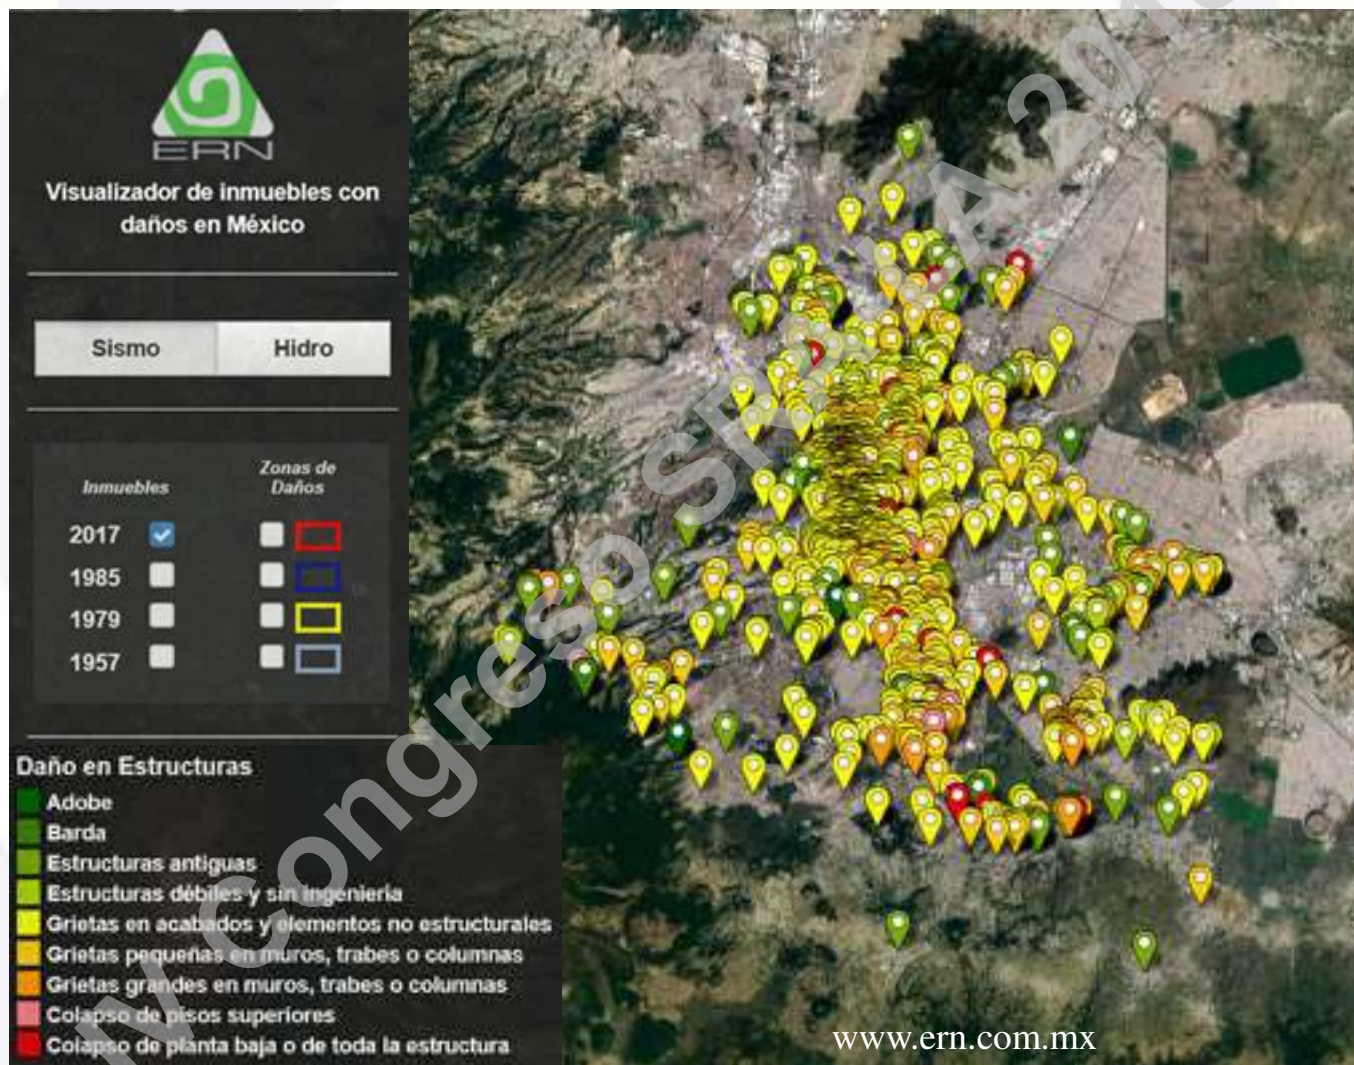 ERN
Visualizador de inmuebles con
daños en México
Sismo
Hidro
Inmuebles
Zonas de
Daños
2017
1985
1979
1957
Daño en Estructuras
Adobe
Barda
Estructuras antiguas
Estructuras débiles y sin ingeniería
Grietas en acabados y elementos no estructurales
Grietas pequeñas en muros, trabes o columnas
Grietas grandes en muros, trabes o columnas
Colapso de pisos superiores
Colapso de planta baja o de toda la estructura
www.ern.com.mx
IV Congreso